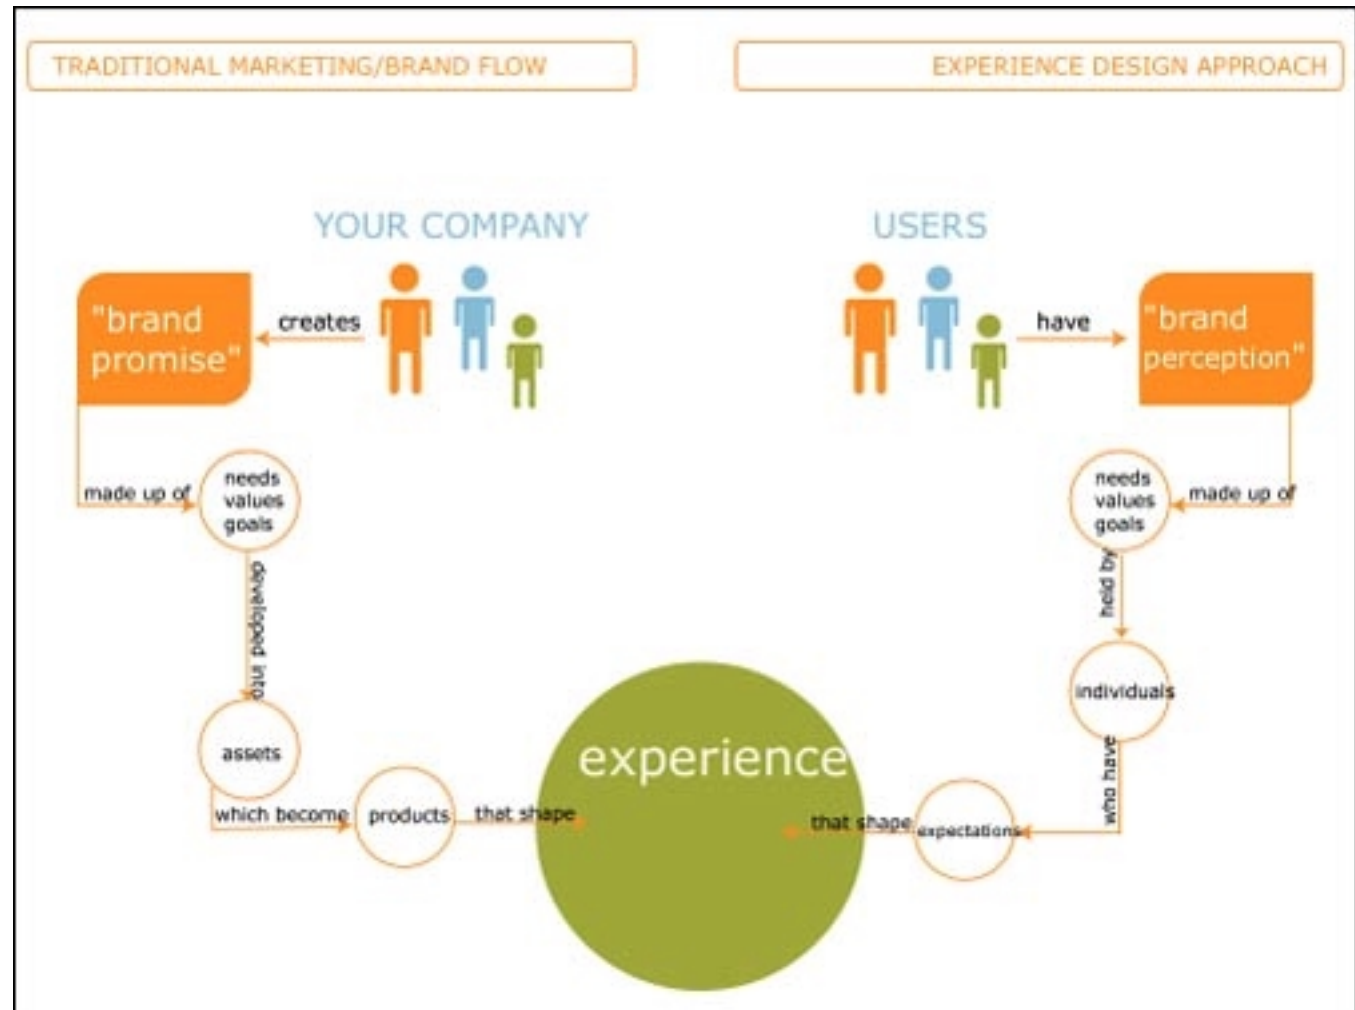 TRADITIONAL MARKETING/BRAND FLOW
EXPERIENCE DESIGN APPROACH
YOUR COMPANY
USERS
"brand
promise"
creates
have
"brand
perception"
made up of
needs
values
goals
needs
values
goals
made up of
developed into
held by
individuals
assets
who have
experience
which become
products
that shape
that shape
expectations